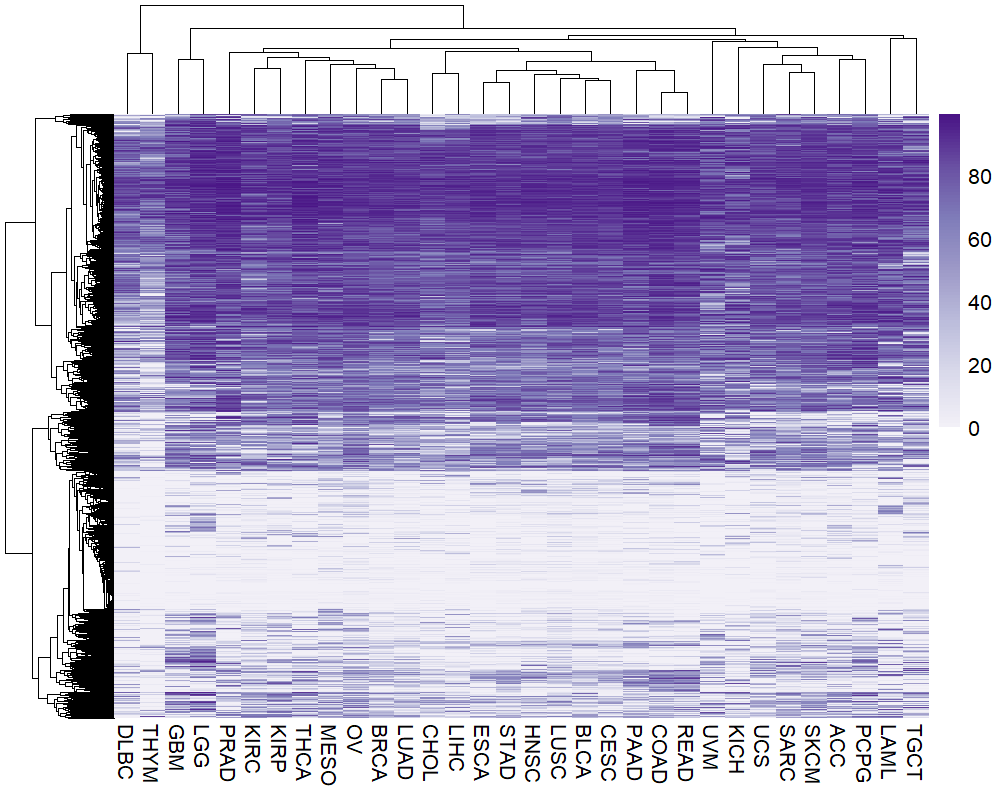 80
60
40
20
0
DLBC
THYM
GBM
LGG
PRAD
KIRC
KIRP
THCA
MESO
OV
BRCA
LUAD
CHOL
LIHC
ESCA
STAD
HNSC
LUSC
BLCA
CESC
PAAD
COAD
READ
UVM
KICH
UCS
SARC
SKCM
ACC
PCPG
LAML
TGCT